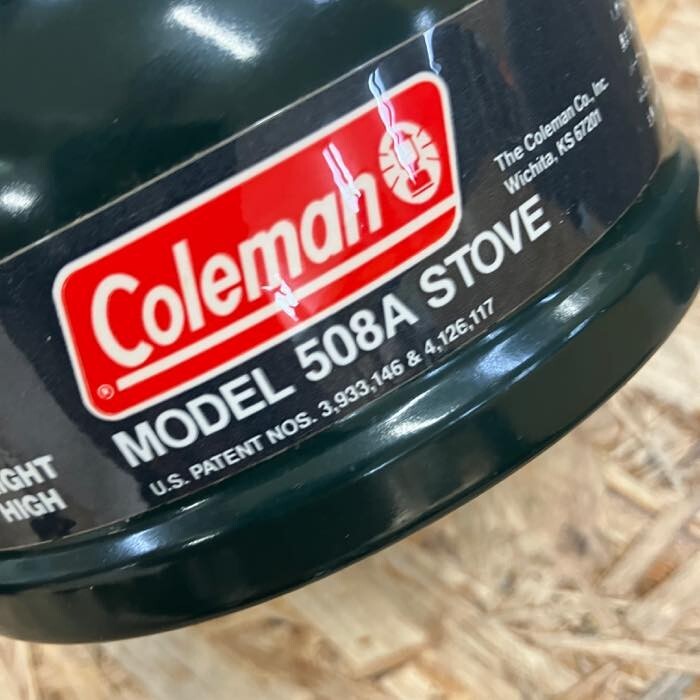 Coleman
®
MODEL 508A STOVE
U.S. PATENT NOS. 3,933,146 & 4,126,117
The Coleman Co., Inc.
Wichita, KS 67201
HIGH